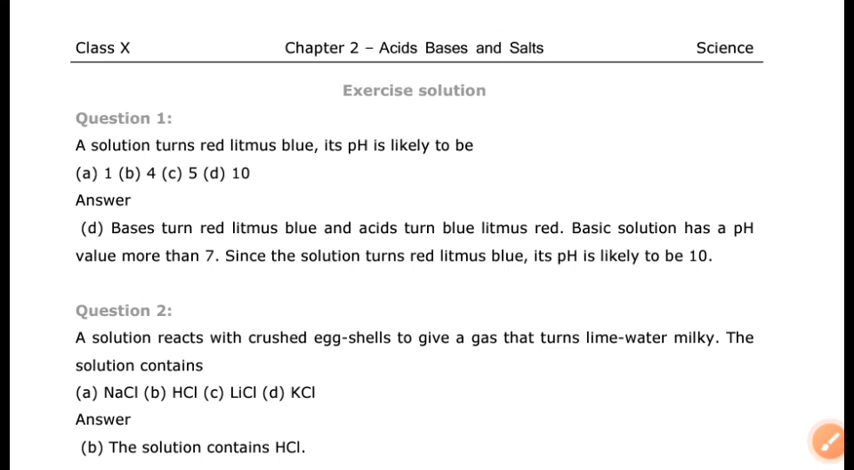 Class X Chapter 2 – Acids Bases and Salts Science
Exercise solution
Question 1:
A solution turns red litmus blue, its pH is likely to be
(a) 1 (b) 4 (c) 5 (d) 10
Answer
(d) Bases turn red litmus blue and acids turn blue litmus red. Basic solution has a pH
value more than 7. Since the solution turns red litmus blue, its pH is likely to be 10.
Question 2:
A solution reacts with crushed egg-shells to give a gas that turns lime-water milky. The
solution contains
(a) NaCl (b) HCl (c) LiCl (d) KCl
Answer
(b) The solution contains HCl.